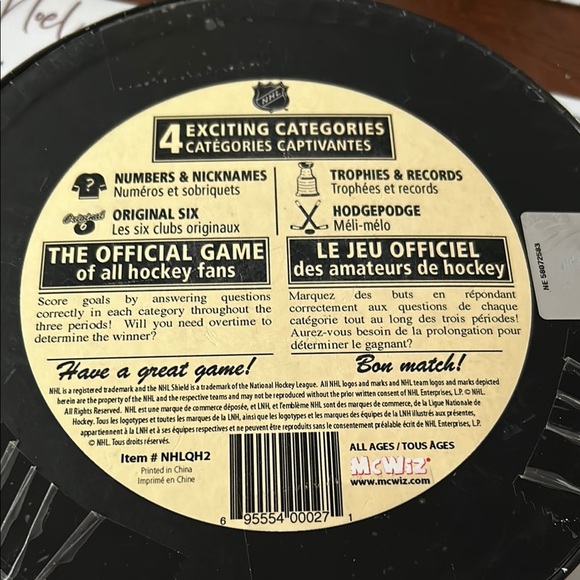 Noel
NHL
4 EXCITING CATEGORIES
CATÉGORIES CAPTIVANTES
?
NUMBERS & NICKNAMES
Numéros et sobriquets
TROPHIES & RECORDS
Trophées et records
Original 6
ORIGINAL SIX
Les six clubs originaux
HODGEPODGE
Méli-mélo
THE OFFICIAL GAME
of all hockey fans
Score goals by answering questions
correctly in each category throughout the
three periods! Will you need overtime to
determine the winner?
Have a great game!
LE JEU OFFICIEL
des amateurs de hockey
Marquez des buts en répondant
correctement aux questions de chaque
catégorie tout au long des trois périodes!
Aurez-vous besoin de la prolongation pour
déterminer le gagnant?
Bon match!
NHL is a registered trademark and the NHL Shield is a trademark of the National Hockey League. All NHL logos and marks and NHL team logos and marks depicted
herein are the property of the NHL and the respective teams and may not be reproduced without the prior written consent of NHL Enterprises, L.P. © NHL.
All Rights Reserved. NHL est une marque de commerce déposée, et LNH, et l'emblème NHL sont des marques de commerce, de la Ligue Nationale de
Hockey. Tous les logotypes et toutes les marques de la LNH, ainsi que les logotypes et les marques des équipes de la LNH illustrés aux présentes,
appartiennent à la LNH et à ses équipes respectives et ne peuvent être reproduits sans le consentement préalable écrit de NHL Enterprises, L.P.
© NHL. Tous droits réservés.
Item # NHLQH2
Printed in China
Imprimé en Chine
6 95554 00027 1
ALL AGES / TOUS ÂGES
McWiz
www.mcwiz.com
NE 58072583